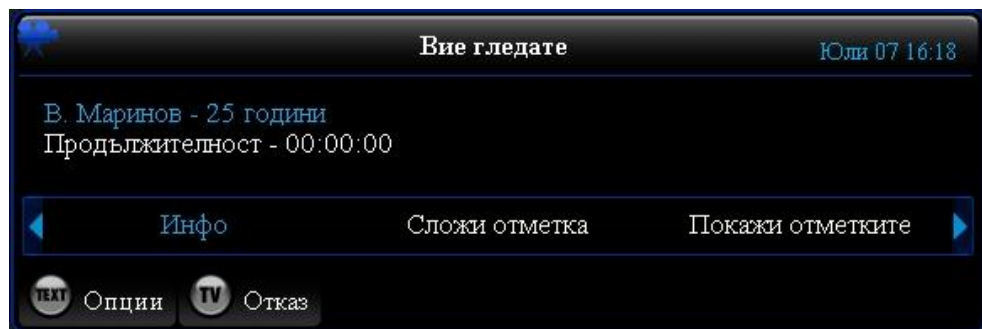 Вие гледате
Юли 07 16:18
В. Маринов - 25 години
Продължителност - 00:00:00
Инфо Сложи отметка Покажи отметките
TEXT Опции TV Отказ